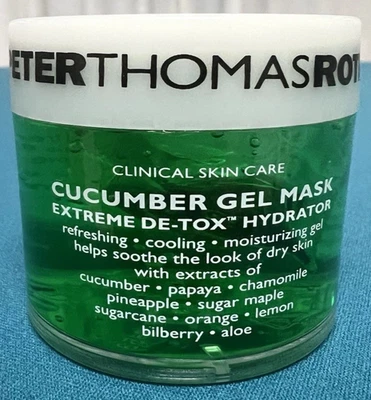 ETERTHOMASROT
CLINICAL SKIN CARE
CUCUMBER GEL MASK
EXTREME DE-TOX™ HYDRATOR
refreshing • cooling • moisturizing gel
helps soothe the look of dry skin
with extracts of
cucumber • papaya • chamomile
pineapple • sugar maple
sugarcane • orange • lemon
bilberry • aloe